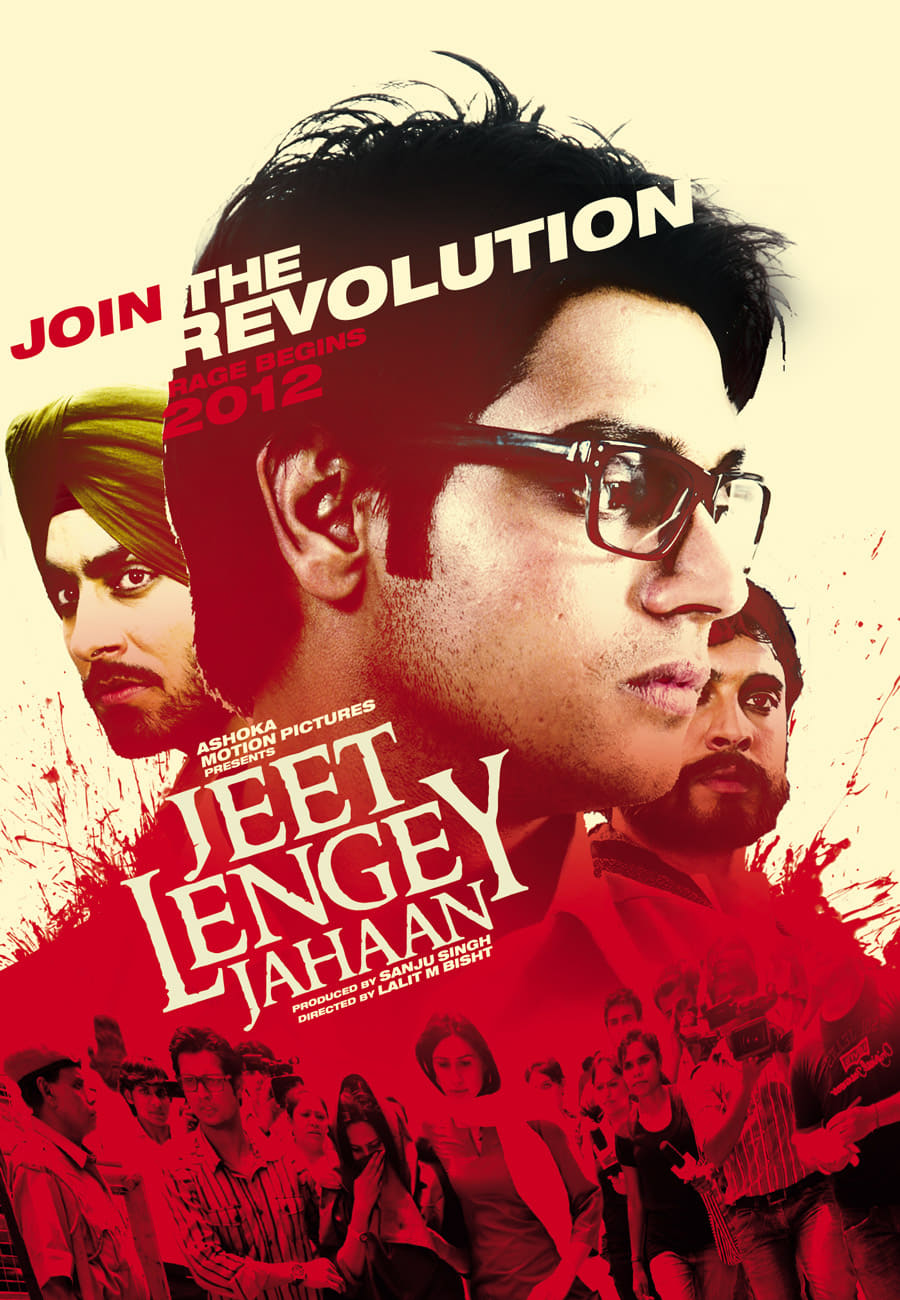 JOIN THE
REVOLUTION
RAGE BEGINS
2012
ASHOKA
MOTION PICTURES
PRESENTS
JEET
LENGEY
JAHAAN
PRODUCED BY SANJU SINGH
DIRECTED BY LALIT M BISHT